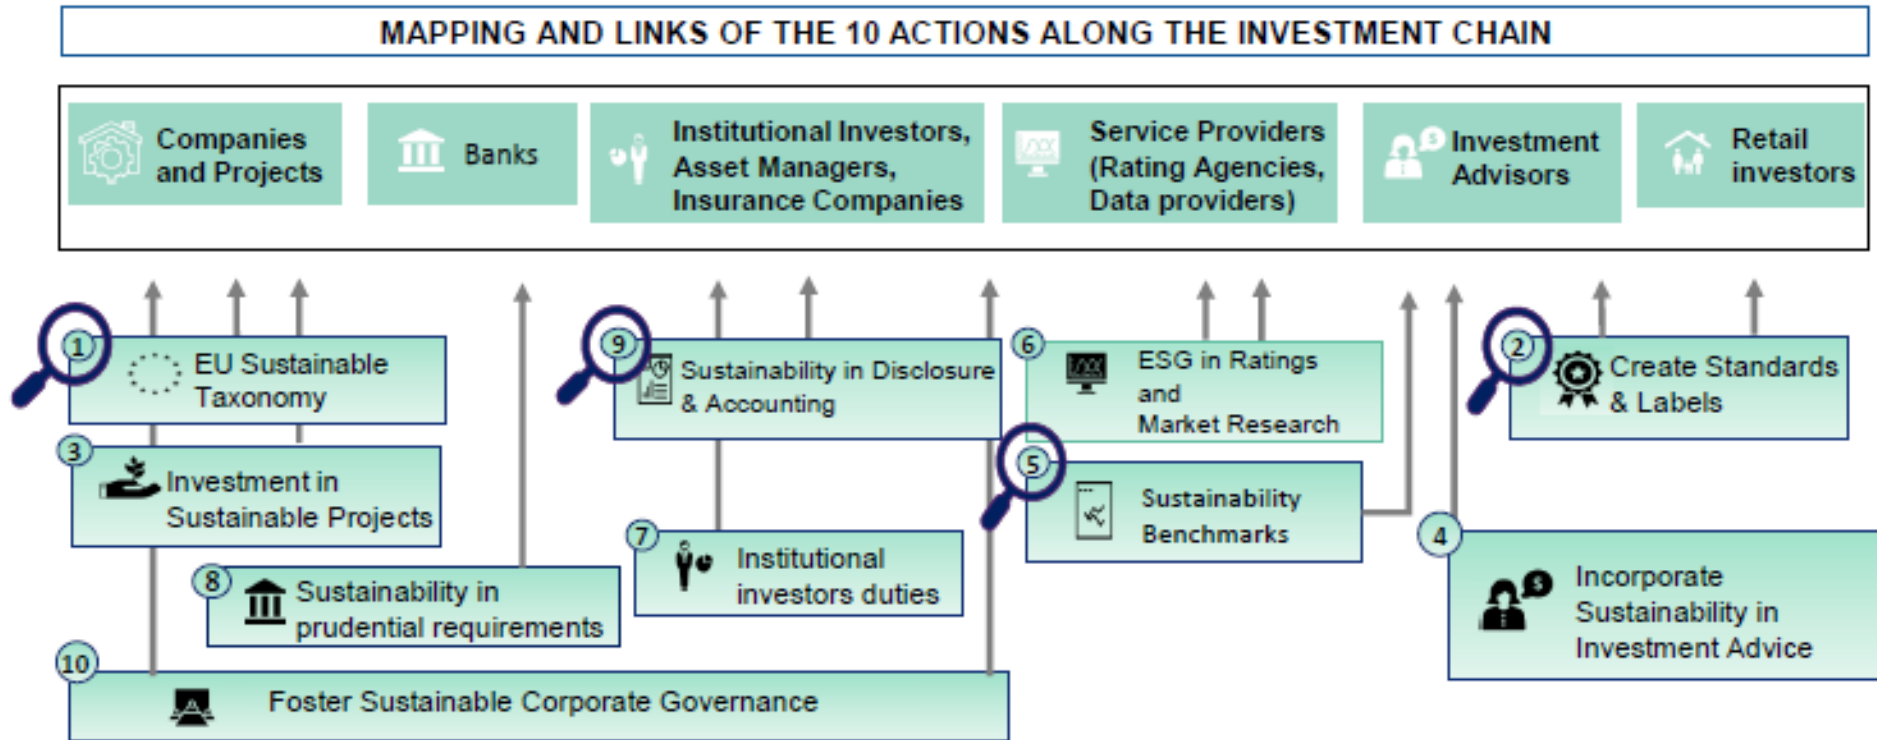 MAPPING AND LINKS OF THE 10 ACTIONS ALONG THE INVESTMENT CHAIN
Companies
and Projects
Banks
Institutional Investors,
Asset Managers,
Insurance Companies
Service Providers
(Rating Agencies,
Data providers)
Investment
Advisors
Retail
investors
1
EU Sustainable
Taxonomy
9
Sustainability in Disclosure
& Accounting
6
ESG in Ratings
and
Market Research
2
Create Standards
& Labels
3
Investment in
Sustainable Projects
5
Sustainability
Benchmarks
7
Institutional
investors duties
4
Incorporate
Sustainability in
Investment Advice
8
Sustainability in
prudential requirements
10
Foster Sustainable Corporate Governance